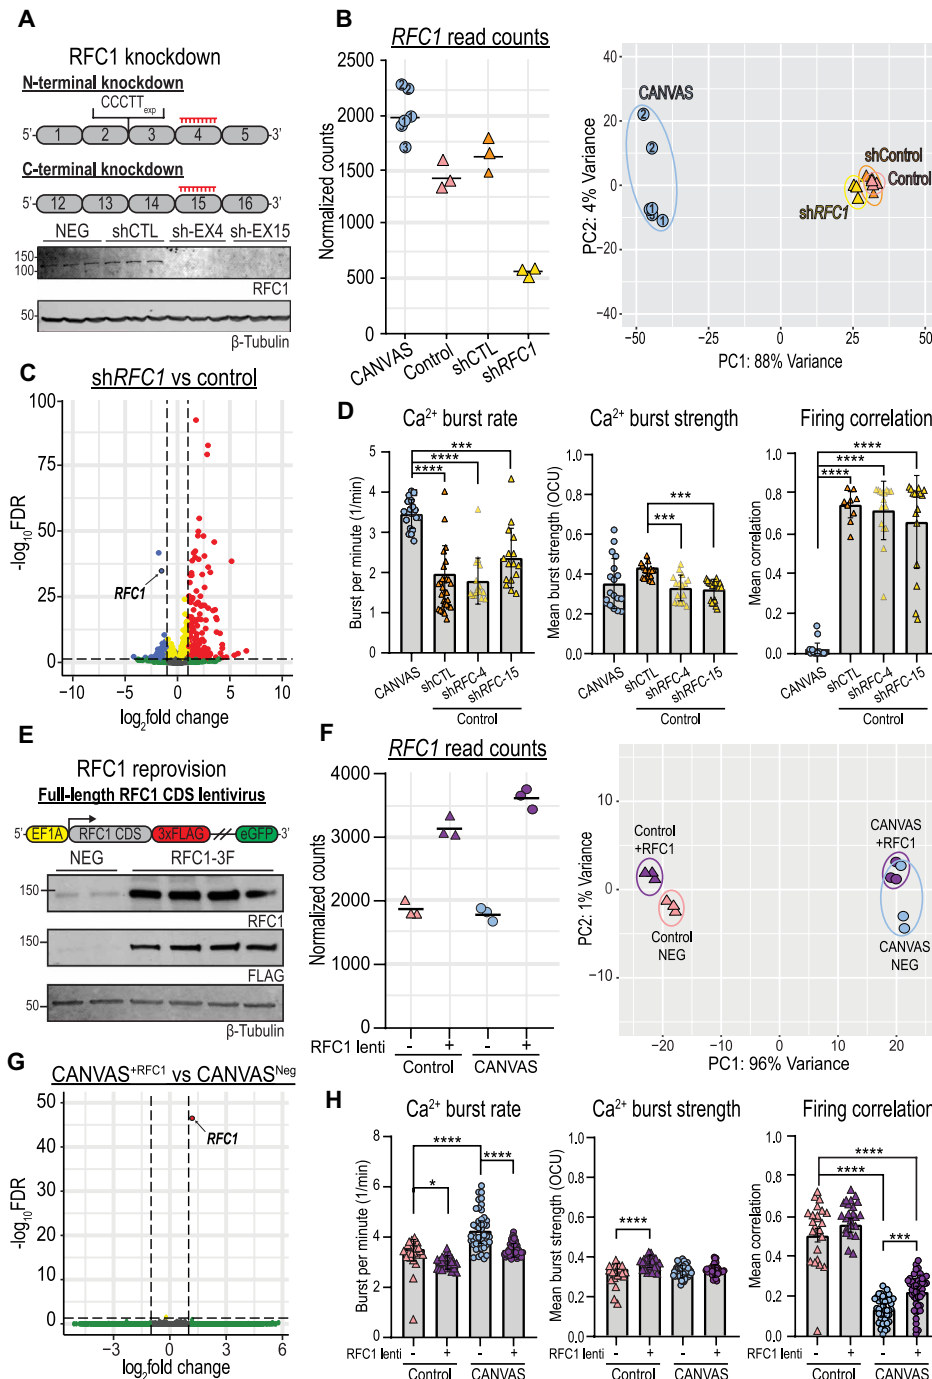 A
RFC1 knockdown
N-terminal knockdown
CCCTTexp
5' 1 2 3 4 5 3'
C-terminal knockdown
5' 12 13 14 15 16 3'
NEG shCTL sh-EX4 sh-EX15
150
100
RFC1
50
β-Tubulin
B
RFC1 read counts
Normalized counts
2500
2000
1500
1000
500
0
CANVAS
Control
shCTL
shRFC1
2 2
1
3
PC2: 4% Variance
40
20
0
−20
−40
CANVAS
2
2
1
1
shControl
Control
shRFC1
−50 −25 0 25 50
PC1: 88% Variance
C
shRFC1 vs control
-log10FDR
100
75
50
25
0
RFC1
−10 −5 0 5 10
log2fold change
D
Ca2+ burst rate
Burst per minute (1/min)
5
4
3
2
1
0
***
****
****
CANVAS
shCTL
shRFC-4
shRFC-15
Control
Ca2+ burst strength
Mean burst strength (OCU)
1.0
0.8
0.6
0.4
0.2
0.0
***
***
CANVAS
shCTL
shRFC-4
shRFC-15
Control
Firing correlation
Mean correlation
1.0
0.8
0.6
0.4
0.2
0.0
****
****
****
CANVAS
shCTL
shRFC-4
shRFC-15
Control
E
RFC1 reprovision
Full-length RFC1 CDS lentivirus
5' EF1A RFC1 CDS 3xFLAG eGFP -3'
NEG RFC1-3F
150
RFC1
150
FLAG
50
β-Tubulin
F
RFC1 read counts
Normalized counts
4000
3000
2000
1000
0
RFC1 lenti - + - +
Control CANVAS
PC2: 1% Variance
10
0
−10
Control
+RFC1
Control
NEG
CANVAS
+RFC1
CANVAS
NEG
−20 −10 0 10 20
PC1: 96% Variance
G
CANVAS+RFC1 vs CANVASNeg
-log10FDR
50
40
30
20
10
0
RFC1
−3 0 3 6
log2fold change
H
Ca2+ burst rate
Burst per minute (1/min)
8
6
4
2
0
****
****
*
RFC1 lenti - + - +
Control CANVAS
Ca2+ burst strength
Mean burst strength (OCU)
1.0
0.8
0.6
0.4
0.2
0.0
****
RFC1 lenti - + - +
Control CANVAS
Firing correlation
Mean correlation
1.0
0.8
0.6
0.4
0.2
0.0
****
****
***
RFC1 lenti - + - +
Control CANVAS